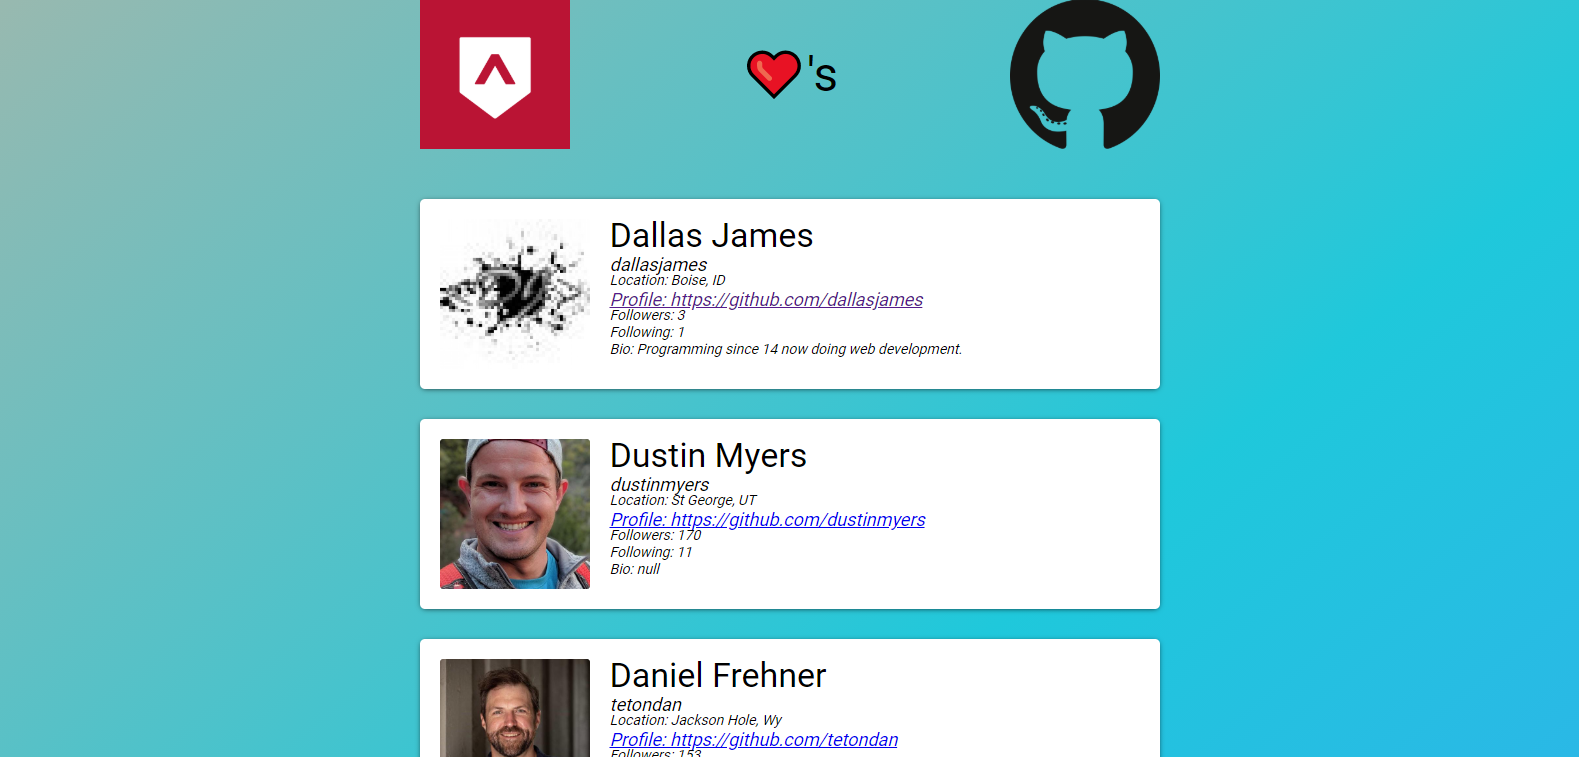 's
Dallas James
dallasjames
Location: Boise, ID
Profile: https://github.com/dallasjames
Followers: 3
Following: 1
Bio: Programming since 14 now doing web development.
Dustin Myers
dustinmyers
Location: St George, UT
Profile: https://github.com/dustinmyers
Followers: 170
Following: 11
Bio: null
Daniel Frehner
tetondan
Location: Jackson Hole, Wy
Profile: https://github.com/tetondan
Followers: 153